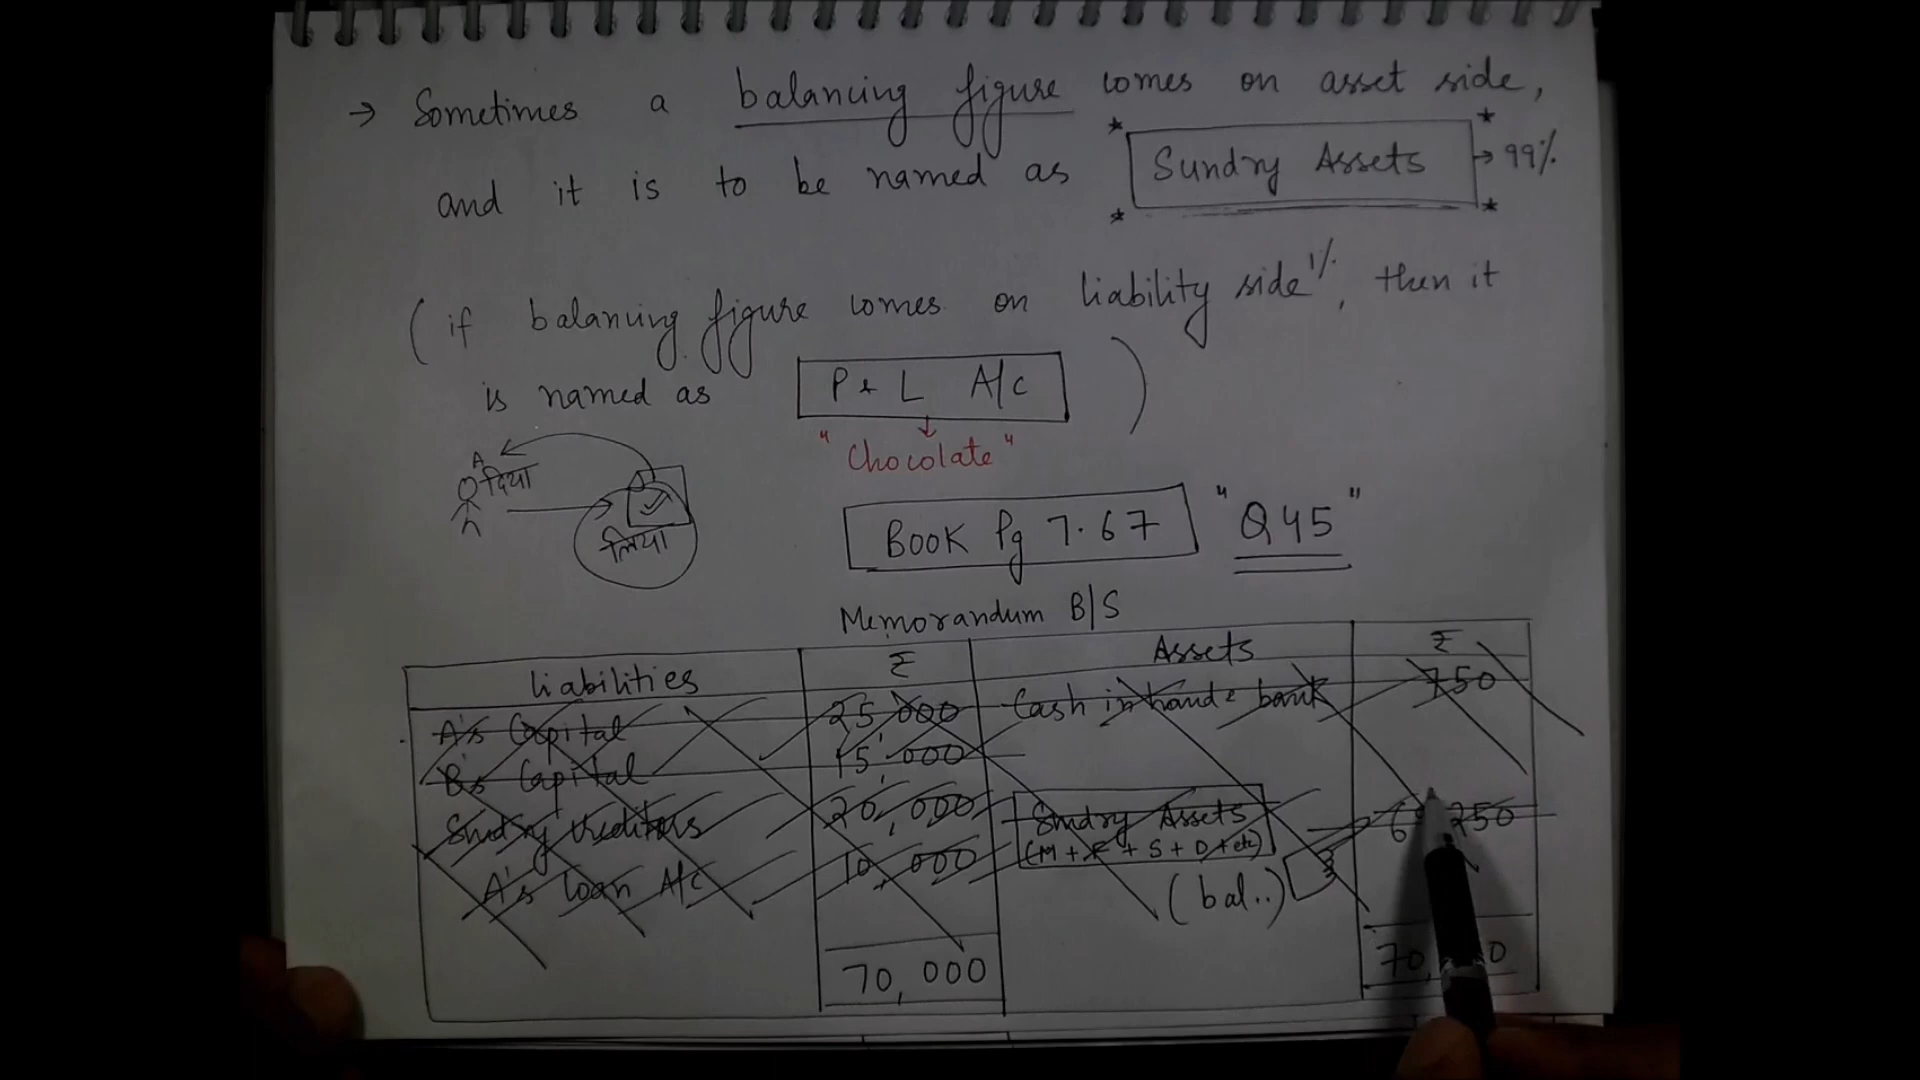 → Sometimes a balancing figure comes on asset side,
and it is to be named as Sundry Assets → 99%
(if balancing figure comes on liability side 1%, then it
is named as P & L A/c)
"Chocolate"
A
दिया
लिया
Book Pg 7.67 "Q45"
Memorandum B/S
Liabilities ₹ Assets ₹
A's Capital 25,000 Cash in hand & bank 750
B's Capital 15,000
Sundry Creditors 20,000 Sundry Assets 250
A's loan A/c 10,000 (M + F + S + D + etc)
(bal..)
70,000 70,